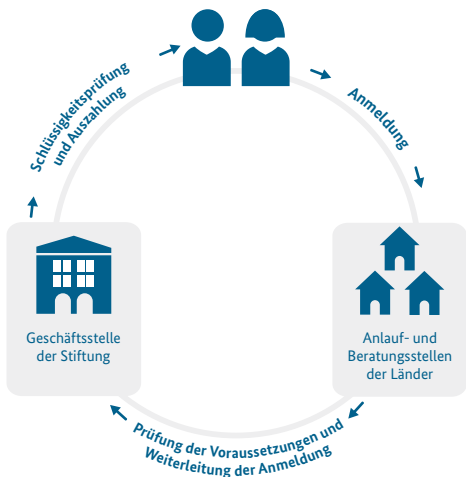 Schlüssigkeitsprüfung
und Auszahlung
Anmeldung
Geschäftsstelle
der Stiftung
Anlauf- und
Beratungsstellen
der Länder
Prüfung der Voraussetzungen und
Weiterleitung der Anmeldung